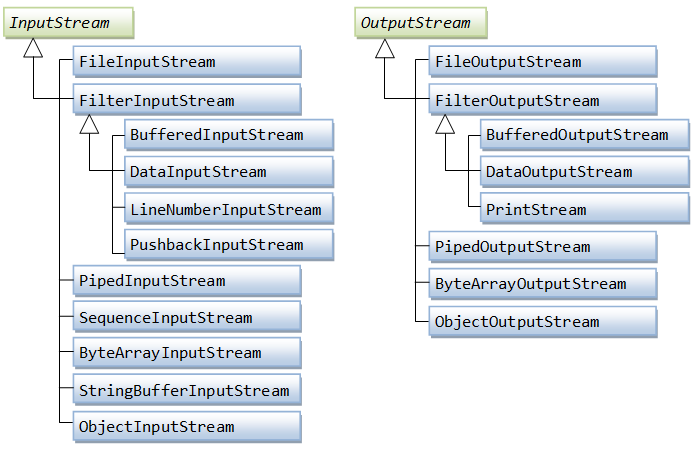 InputStream
FileInputStream
FilterInputStream
BufferedInputStream
DataInputStream
LineNumberInputStream
PushbackInputStream
PipedInputStream
SequenceInputStream
ByteArrayInputStream
StringBufferInputStream
ObjectInputStream
OutputStream
FileOutputStream
FilterOutputStream
BufferedOutputStream
DataOutputStream
PrintStream
PipedOutputStream
ByteArrayOutputStream
ObjectOutputStream